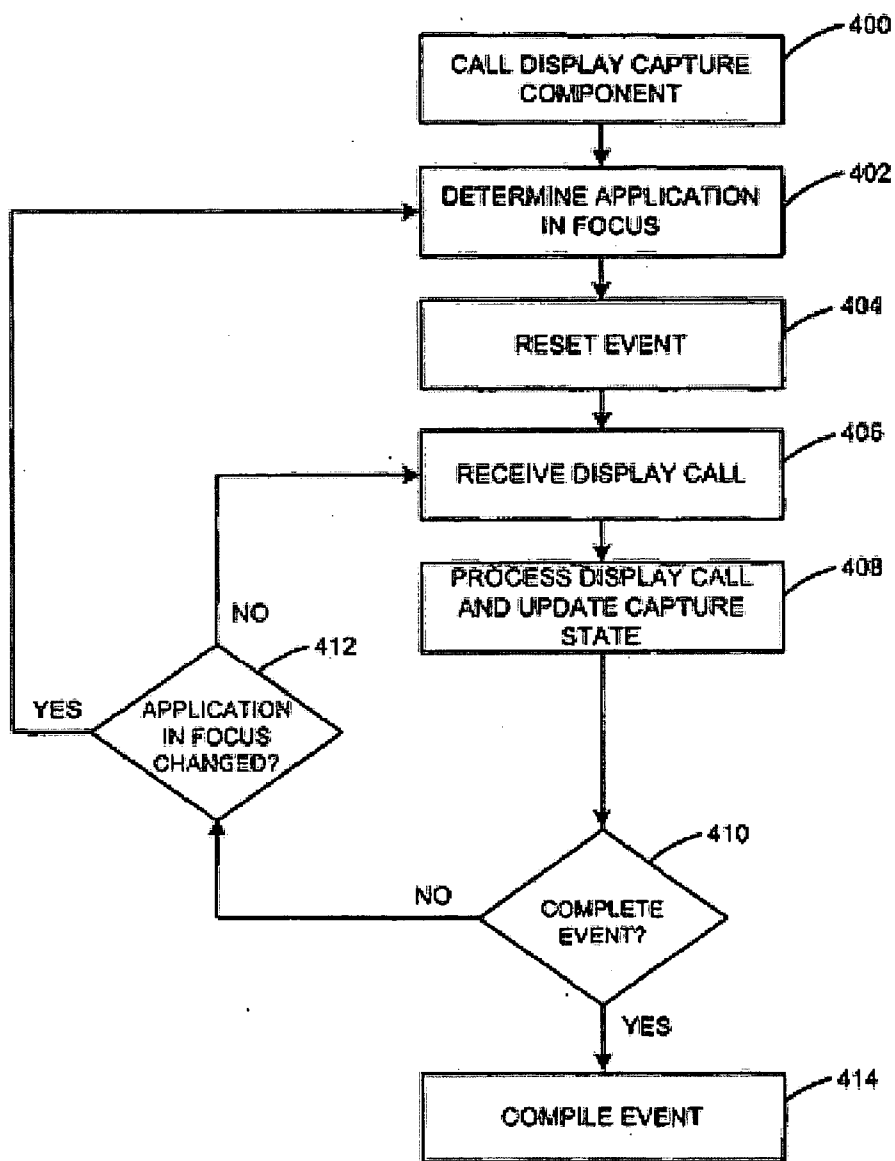 400
CALL DISPLAY CAPTURE
COMPONENT
402
DETERMINE APPLICATION
IN FOCUS
404
RESET EVENT
406
RECEIVE DISPLAY CALL
408
PROCESS DISPLAY CALL
AND UPDATE CAPTURE
STATE
NO
412
YES
APPLICATION
IN FOCUS
CHANGED?
410
NO
COMPLETE
EVENT?
YES
414
COMPILE EVENT